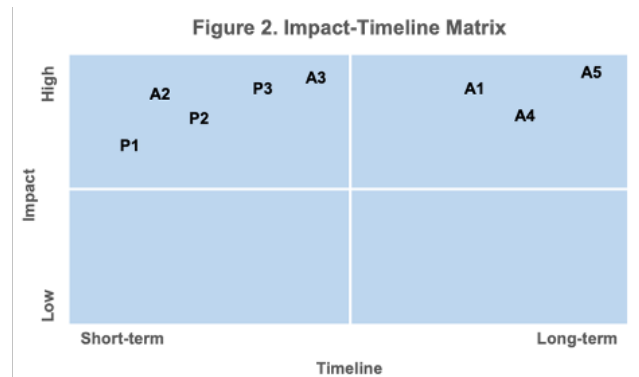 Figure 2. Impact-Timeline Matrix
High
Impact
Low
A2
P1
P2
P3
A3
A1
A4
A5
Short-term
Long-term
Timeline